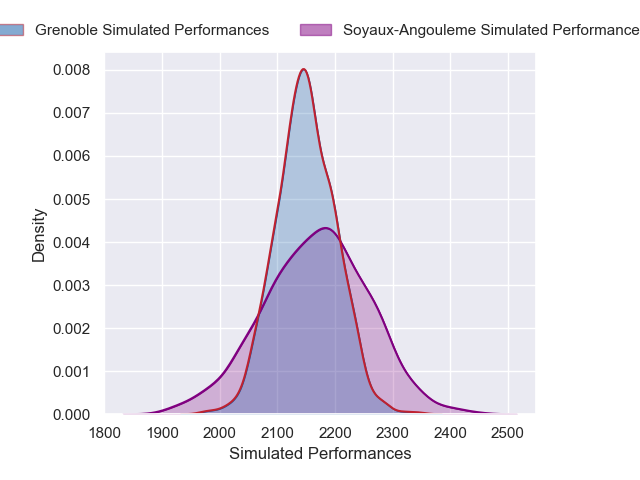 Grenoble Simulated Performances Soyaux-Angouleme Simulated Performance
0.008
0.007
0.006
0.005
0.004
0.003
0.002
0.001
0.000
Density
1800 1900 2000 2100 2200 2300 2400 2500
Simulated Performances